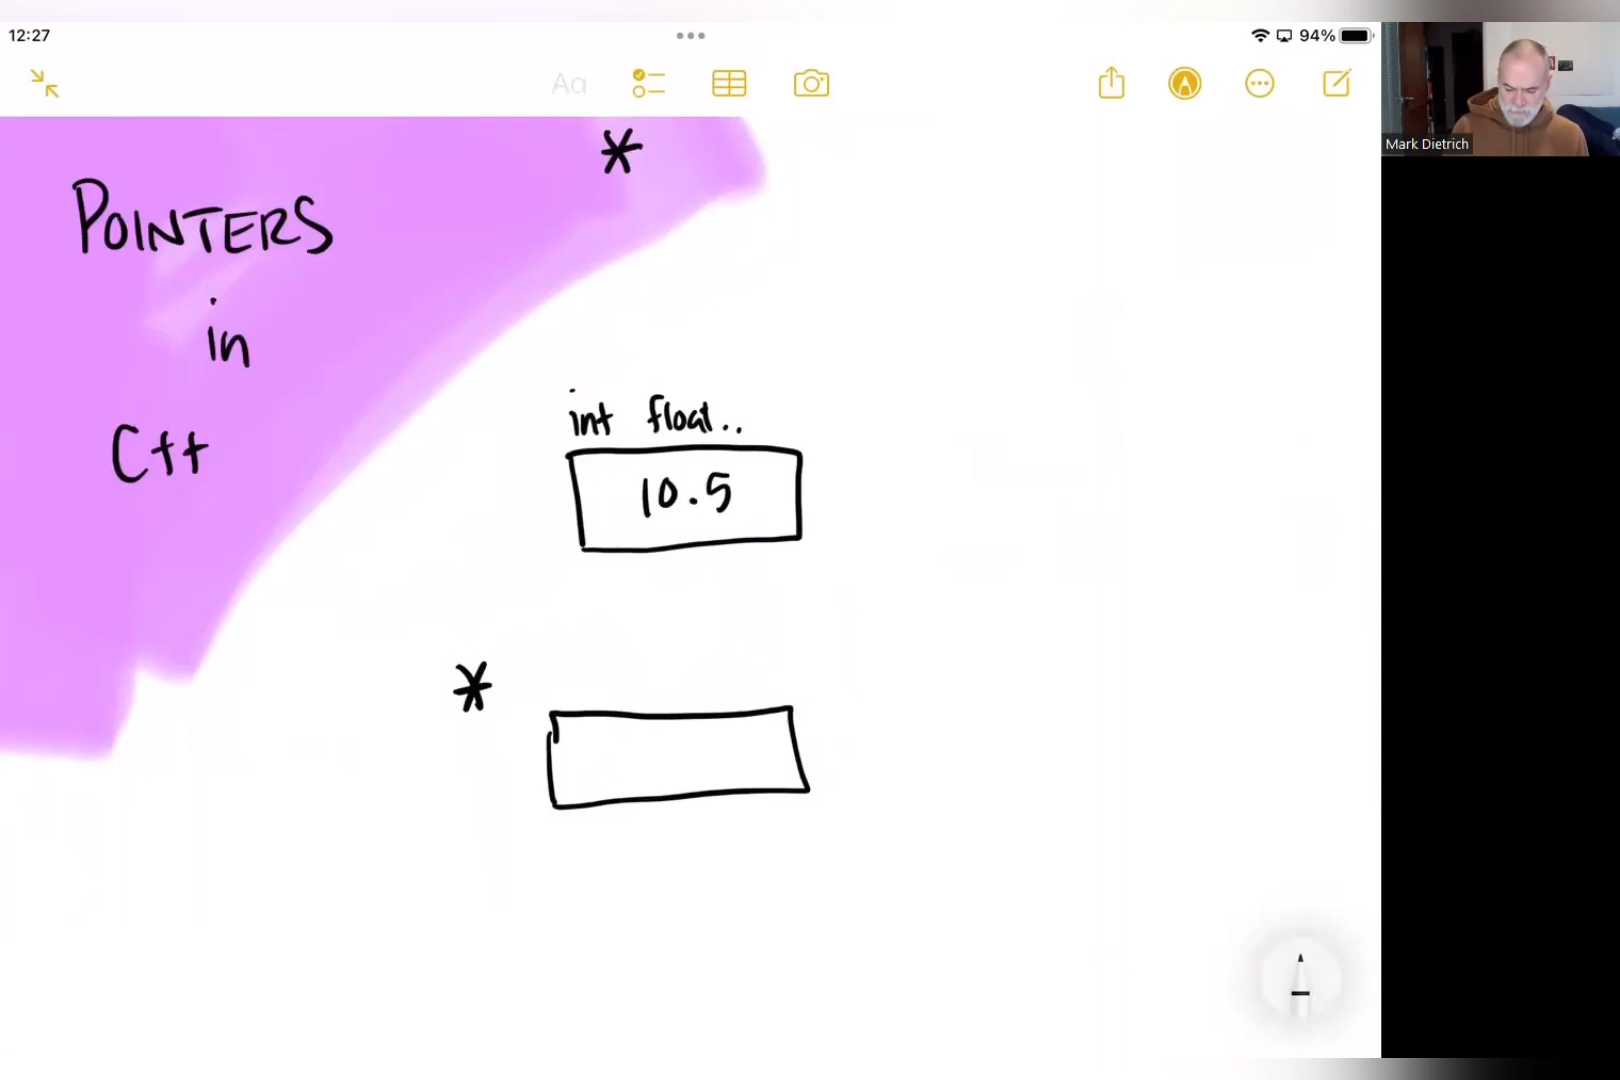 12:27
94%
Aa
Mark Dietrich
*
POINTERS
in
C++
int float..
10.5
*